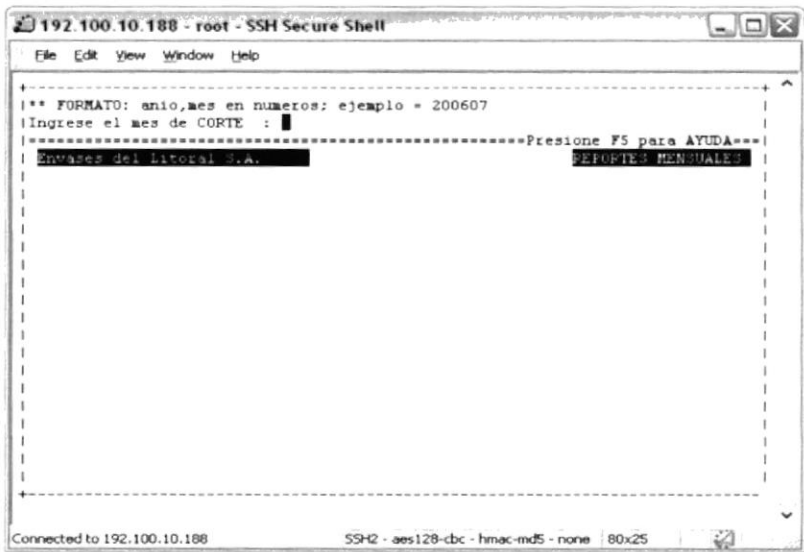 192.100.10.188 - root - SSH Secure Shell
File Edit View Window Help
** FORMATO: anio,mes en numeros; ejemplo = 200607
Ingrese el mes de CORTE :
Presione F5 para AYUDA
Envases del Litoral S.A. REPORTES MENSUALES
Connected to 192.100.10.188 SSH2 - aes128-cbc - hmac-md5 - none 80x25